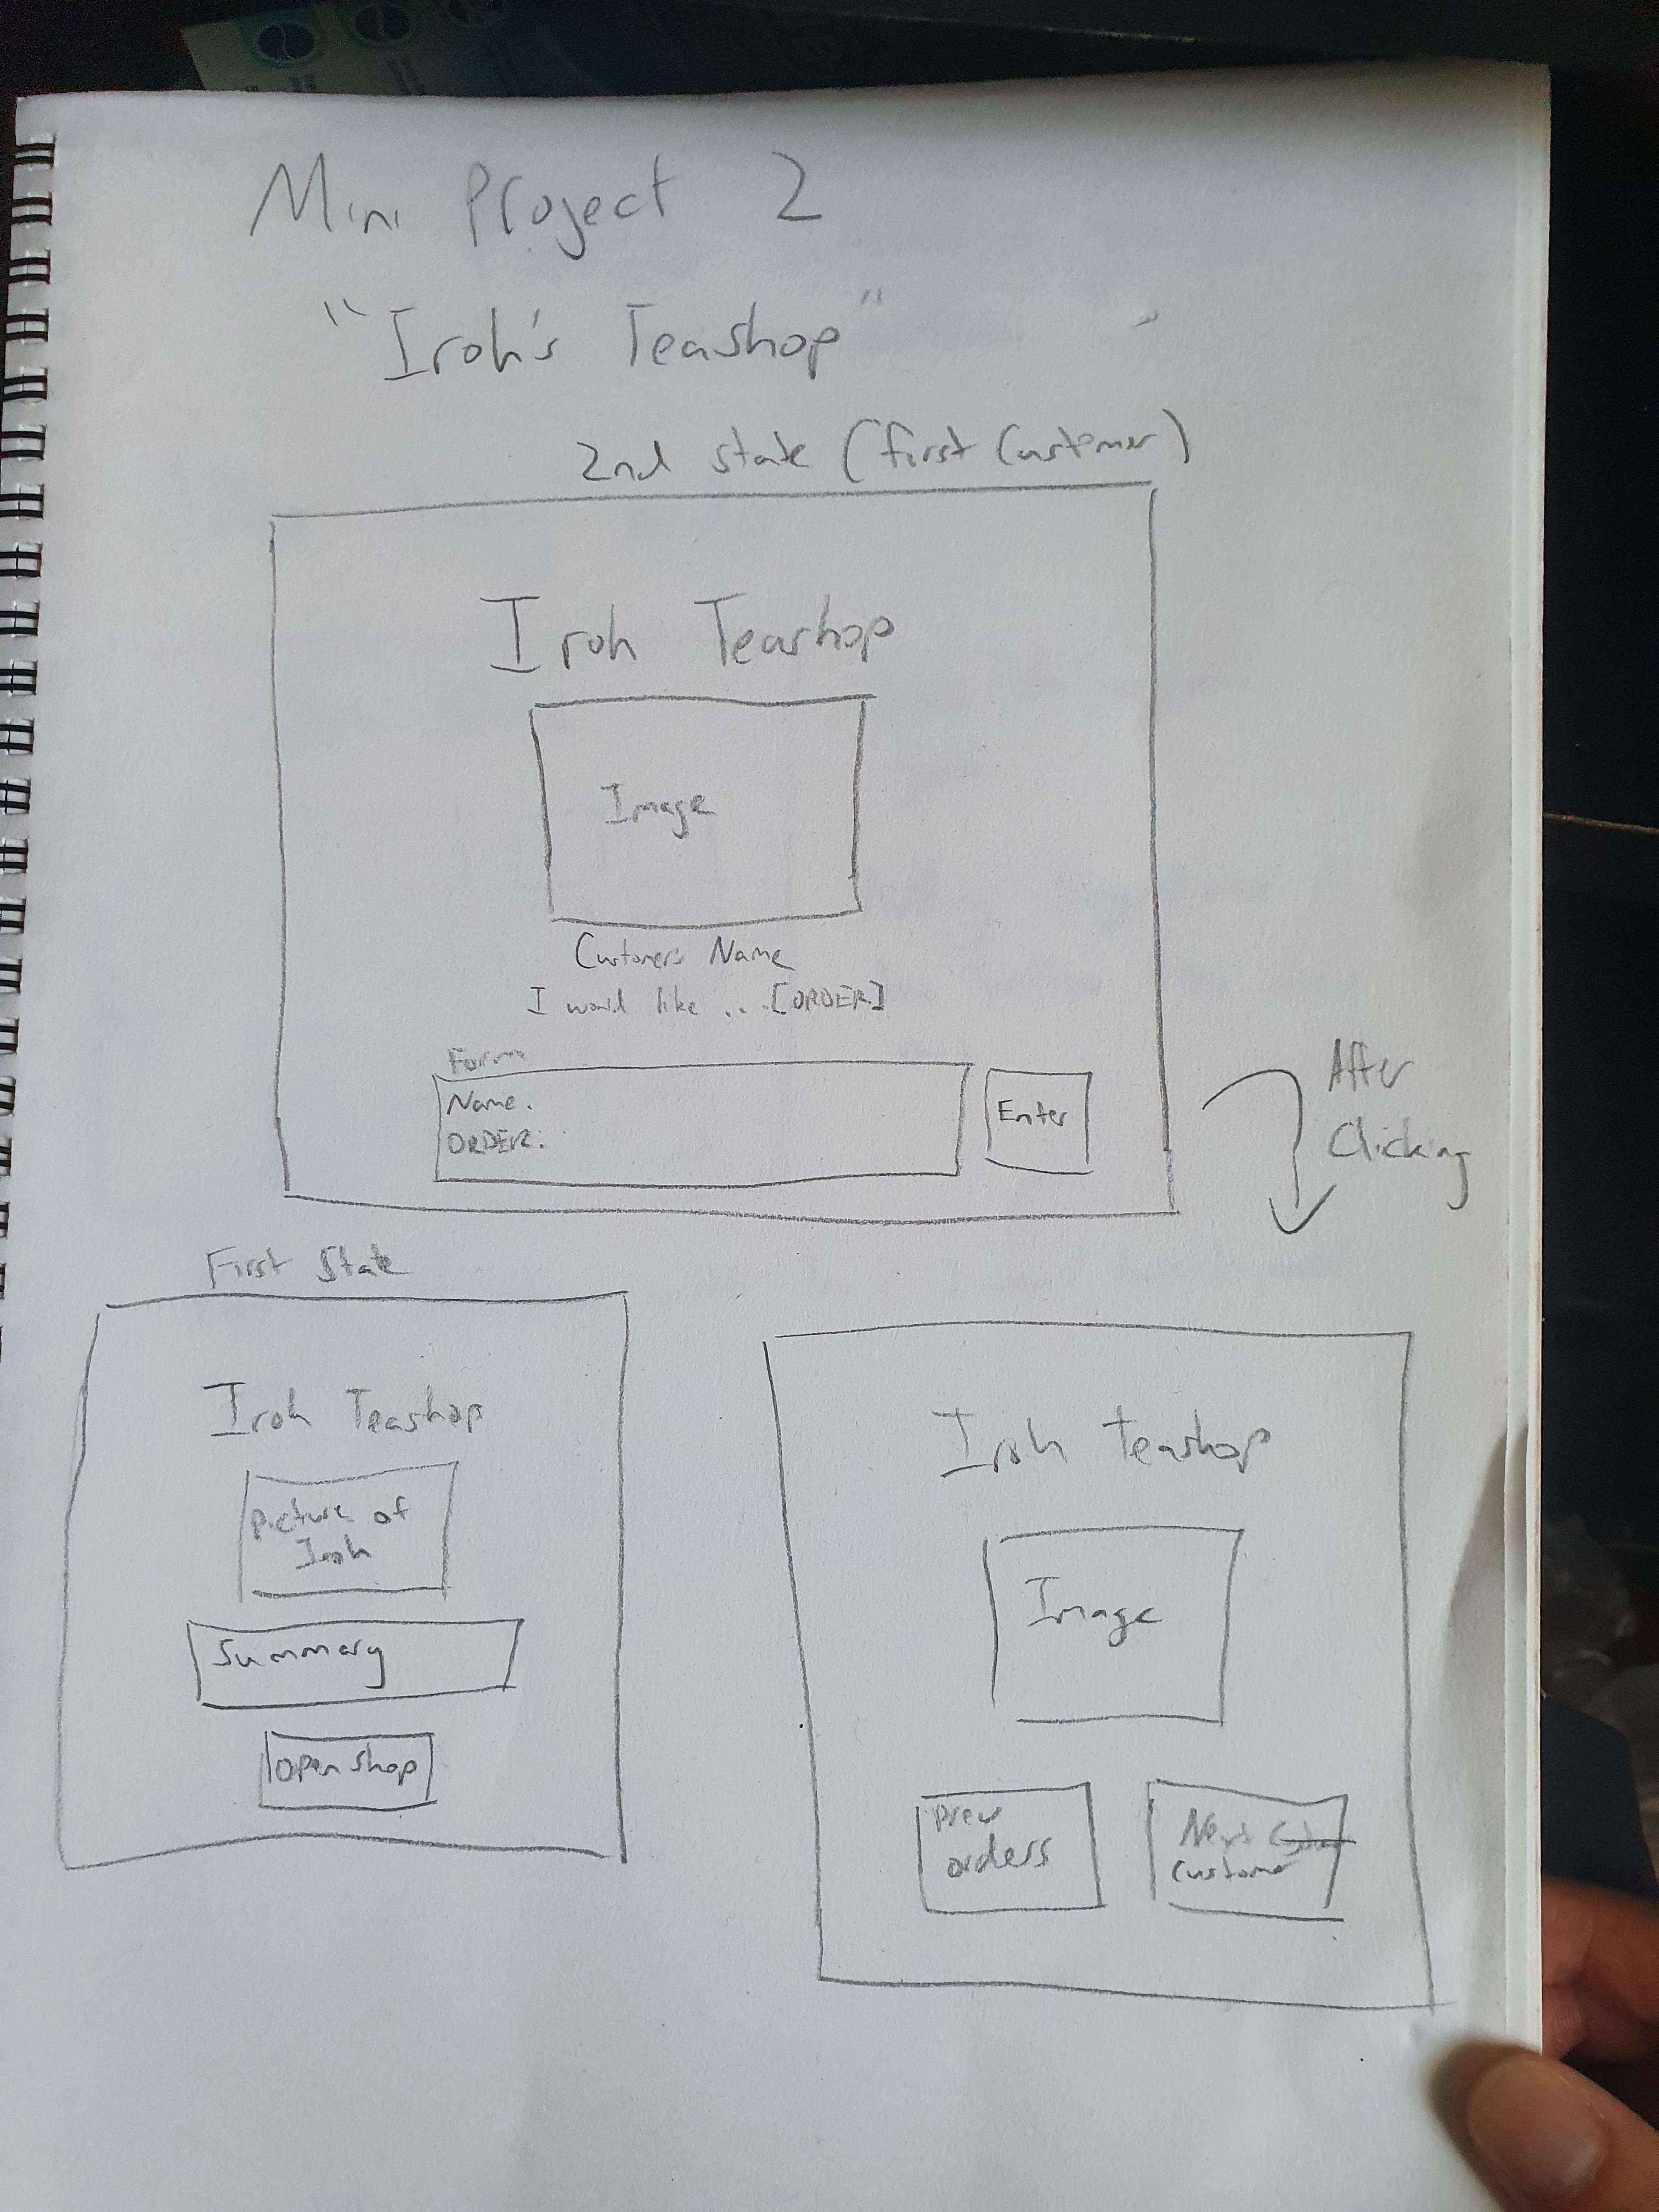 Mini Project 2
"Iroh's Teashop"
2nd state (first Customer)
Iroh Teashop
Image
Customers Name
I would like ... [ORDER]
Form
Name.
ORDER:
Enter
After
Clicking
First State
Iroh Teashop
Picture of
Iroh
Summary
open shop
Iroh Teashop
Image
Prev
orders
Next
Customer